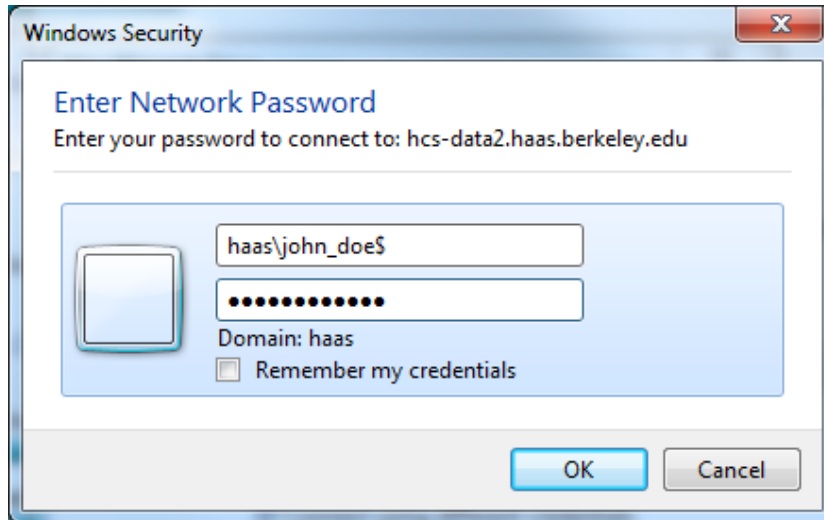 Windows Security
Enter Network Password
Enter your password to connect to: hcs-data2.haas.berkeley.edu
haas\john_doe$
●●●●●●●●●●●●
Domain: haas
Remember my credentials
OK
Cancel